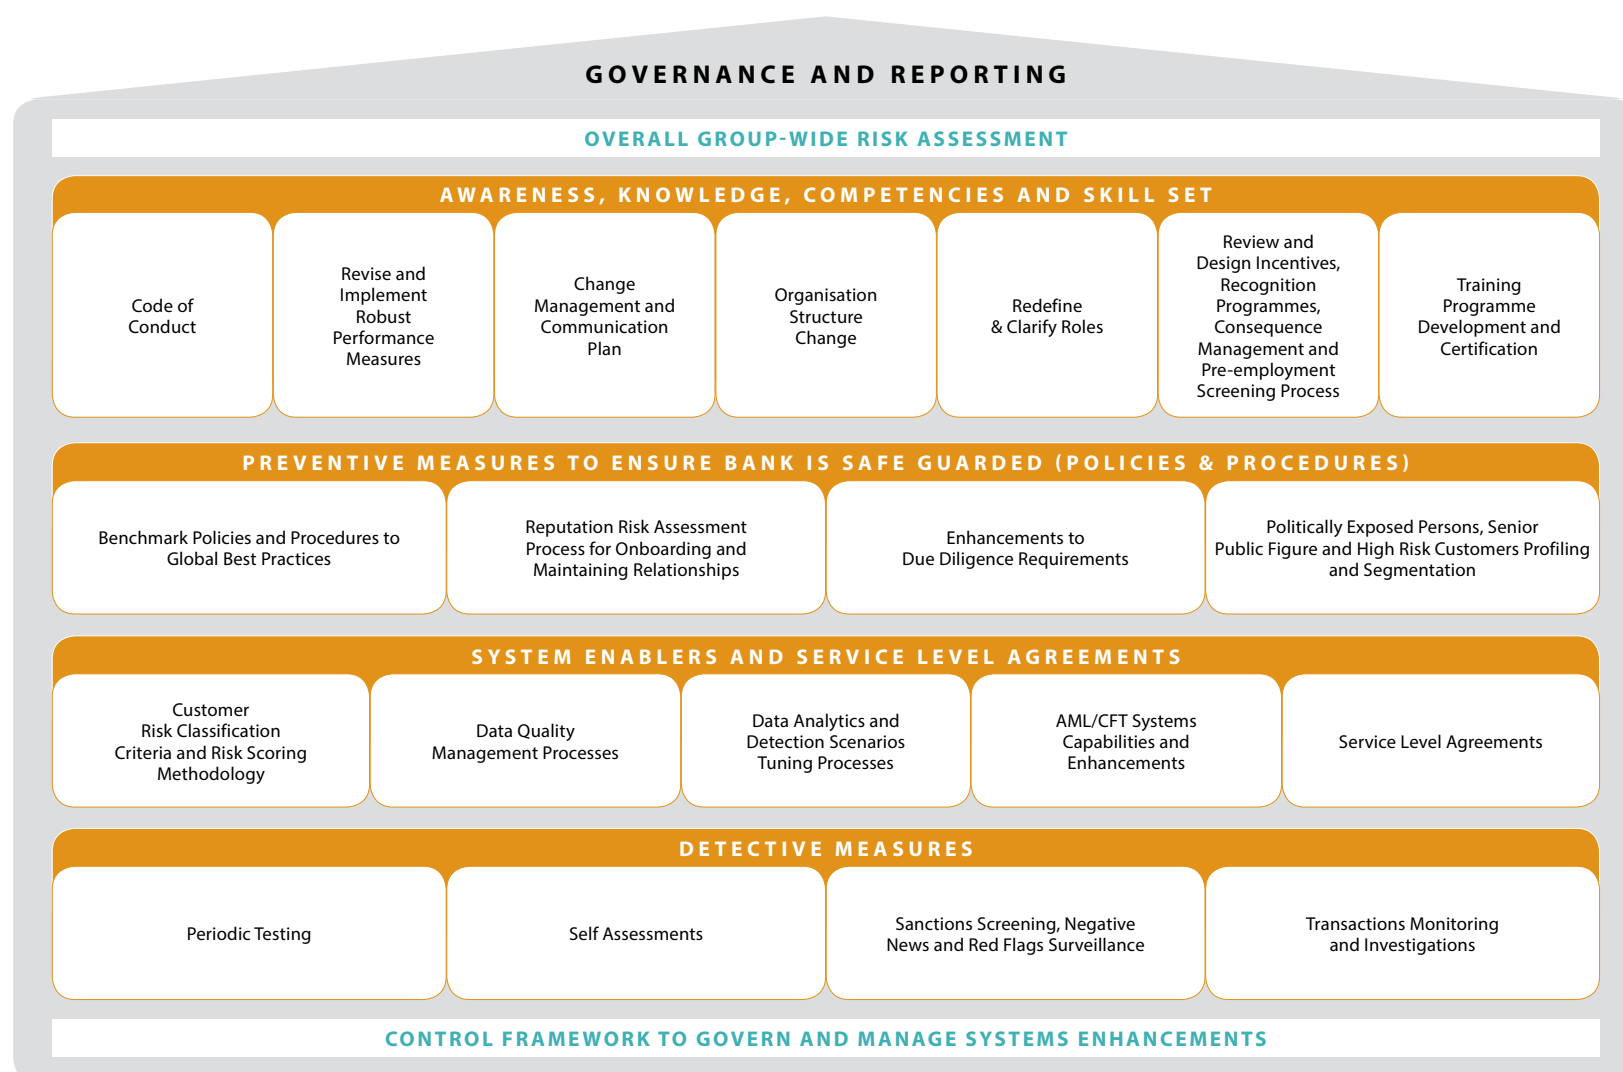 GOVERNANCE AND REPORTING
OVERALL GROUP-WIDE RISK ASSESSMENT
AWARENESS, KNOWLEDGE, COMPETENCIES AND SKILL SET
Code of
Conduct
Revise and
Implement
Robust
Performance
Measures
Change
Management and
Communication
Plan
Organisation
Structure
Change
Redefine
& Clarify Roles
Review and
Design Incentives,
Recognition
Programmes,
Consequence
Management and
Pre-employment
Screening Process
Training
Programme
Development and
Certification
PREVENTIVE MEASURES TO ENSURE BANK IS SAFE GUARDED (POLICIES & PROCEDURES)
Benchmark Policies and Procedures to
Global Best Practices
Reputation Risk Assessment
Process for Onboarding and
Maintaining Relationships
Enhancements to
Due Diligence Requirements
Politically Exposed Persons, Senior
Public Figure and High Risk Customers Profiling
and Segmentation
SYSTEM ENABLERS AND SERVICE LEVEL AGREEMENTS
Customer
Risk Classification
Criteria and Risk Scoring
Methodology
Data Quality
Management Processes
Data Analytics and
Detection Scenarios
Tuning Processes
AML/CFT Systems
Capabilities and
Enhancements
Service Level Agreements
DETECTIVE MEASURES
Periodic Testing
Self Assessments
Sanctions Screening, Negative
News and Red Flags Surveillance
Transactions Monitoring
and Investigations
CONTROL FRAMEWORK TO GOVERN AND MANAGE SYSTEMS ENHANCEMENTS